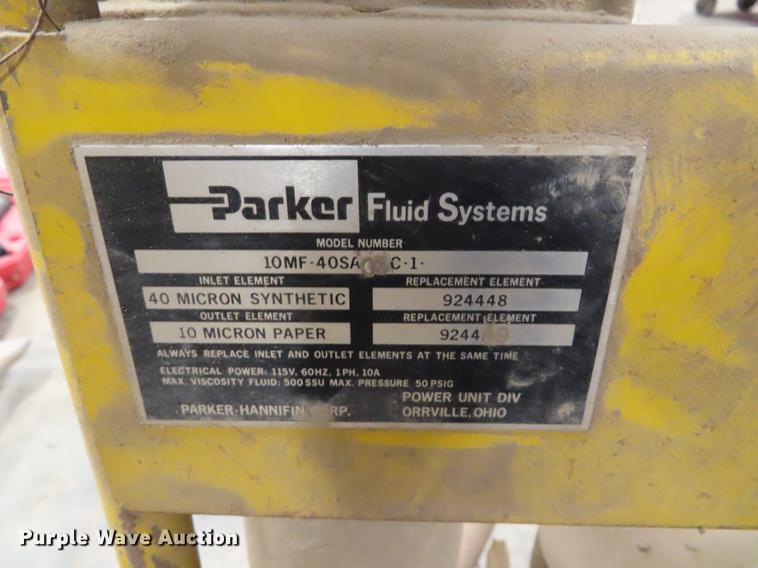 Parker Fluid Systems
MODEL NUMBER
INLET ELEMENT REPLACEMENT ELEMENT
40 MICRON SYNTHETIC 924448
OUTLET ELEMENT REPLACEMENT ELEMENT
10 MICRON PAPER
ALWAYS REPLACE INLET AND OUTLET ELEMENTS AT THE SAME TIME
ELECTRICAL POWER: 115V, 60HZ, 1PH, 10A
MAX. VISCOSITY FLUID: 500 SSU MAX. PRESSURE 50 PSIG
POWER UNIT DIV
PARKER-HANNIFIN ORRVILLE, OHIO
Purple Wave Auction